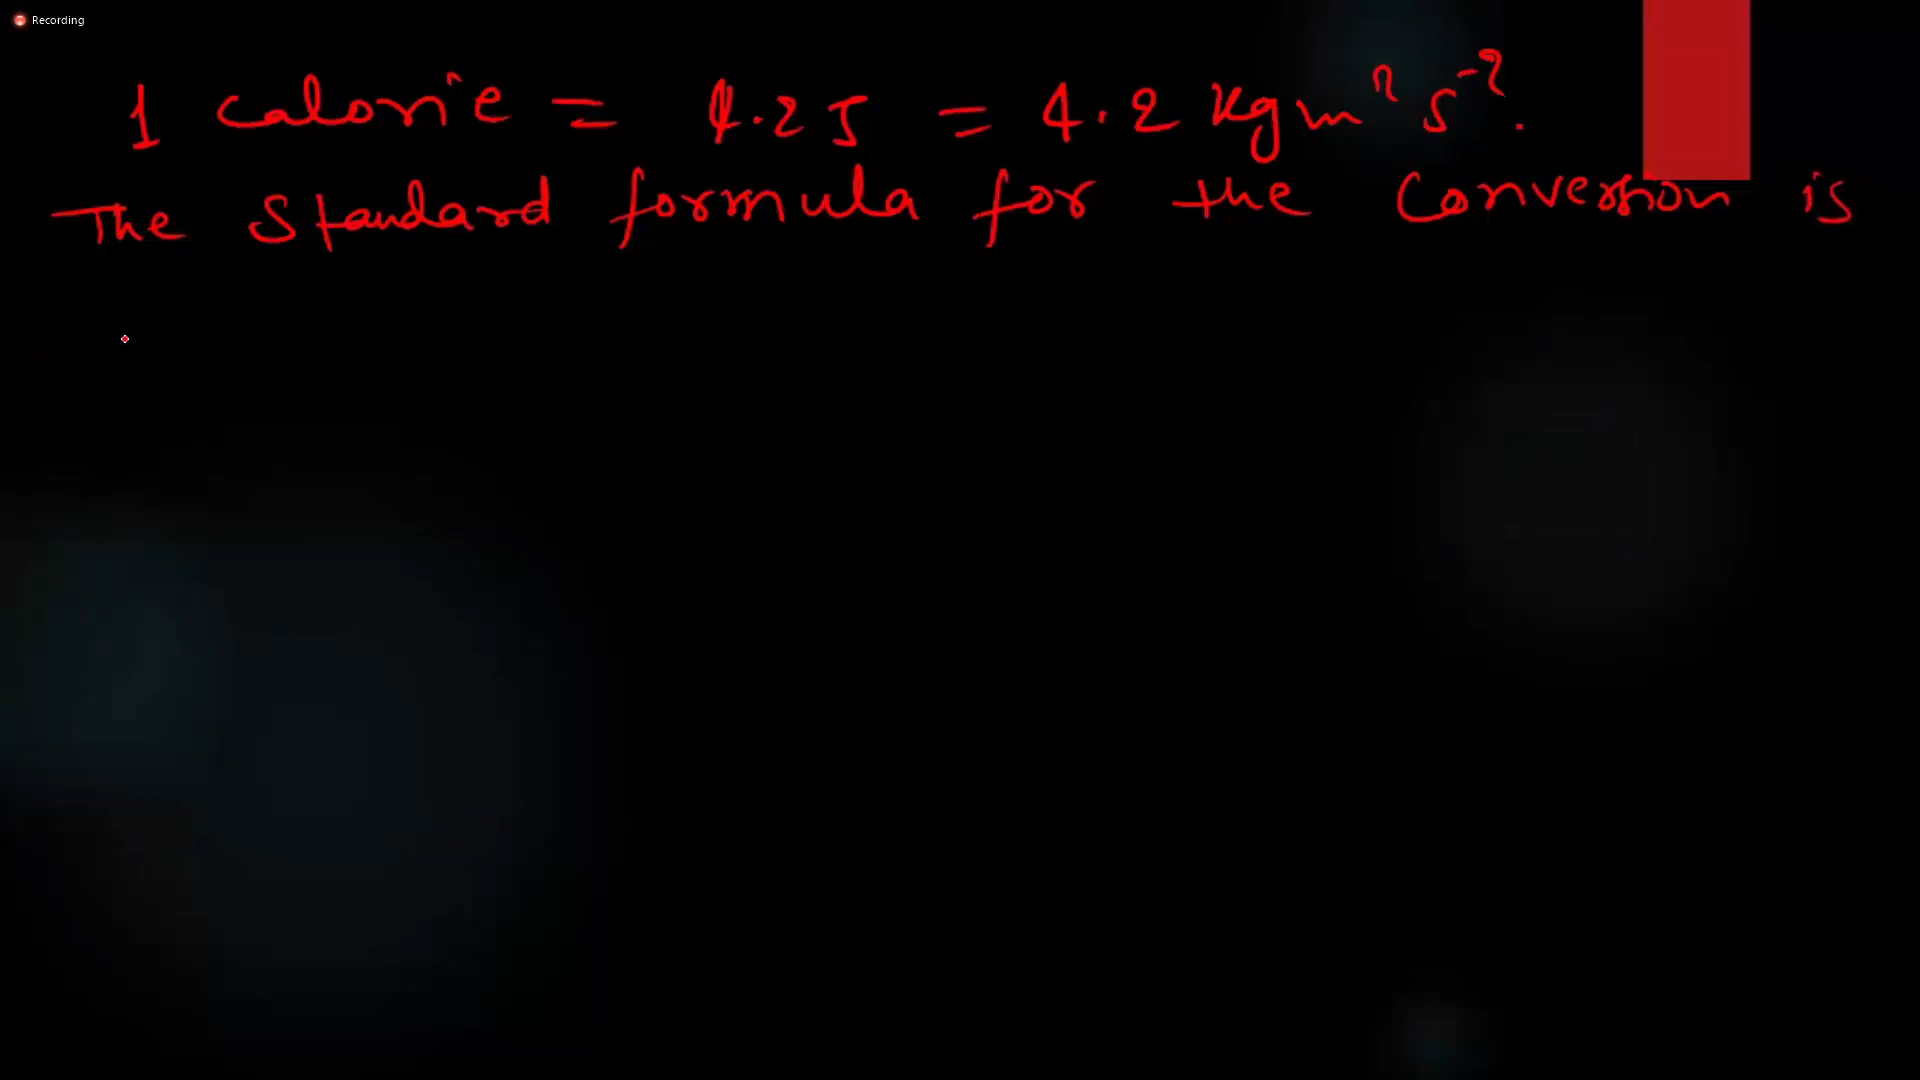 Recording
1 calorie = 4.2 J = 4.2 kg m² s⁻².
The Standard formula for the Conversion is